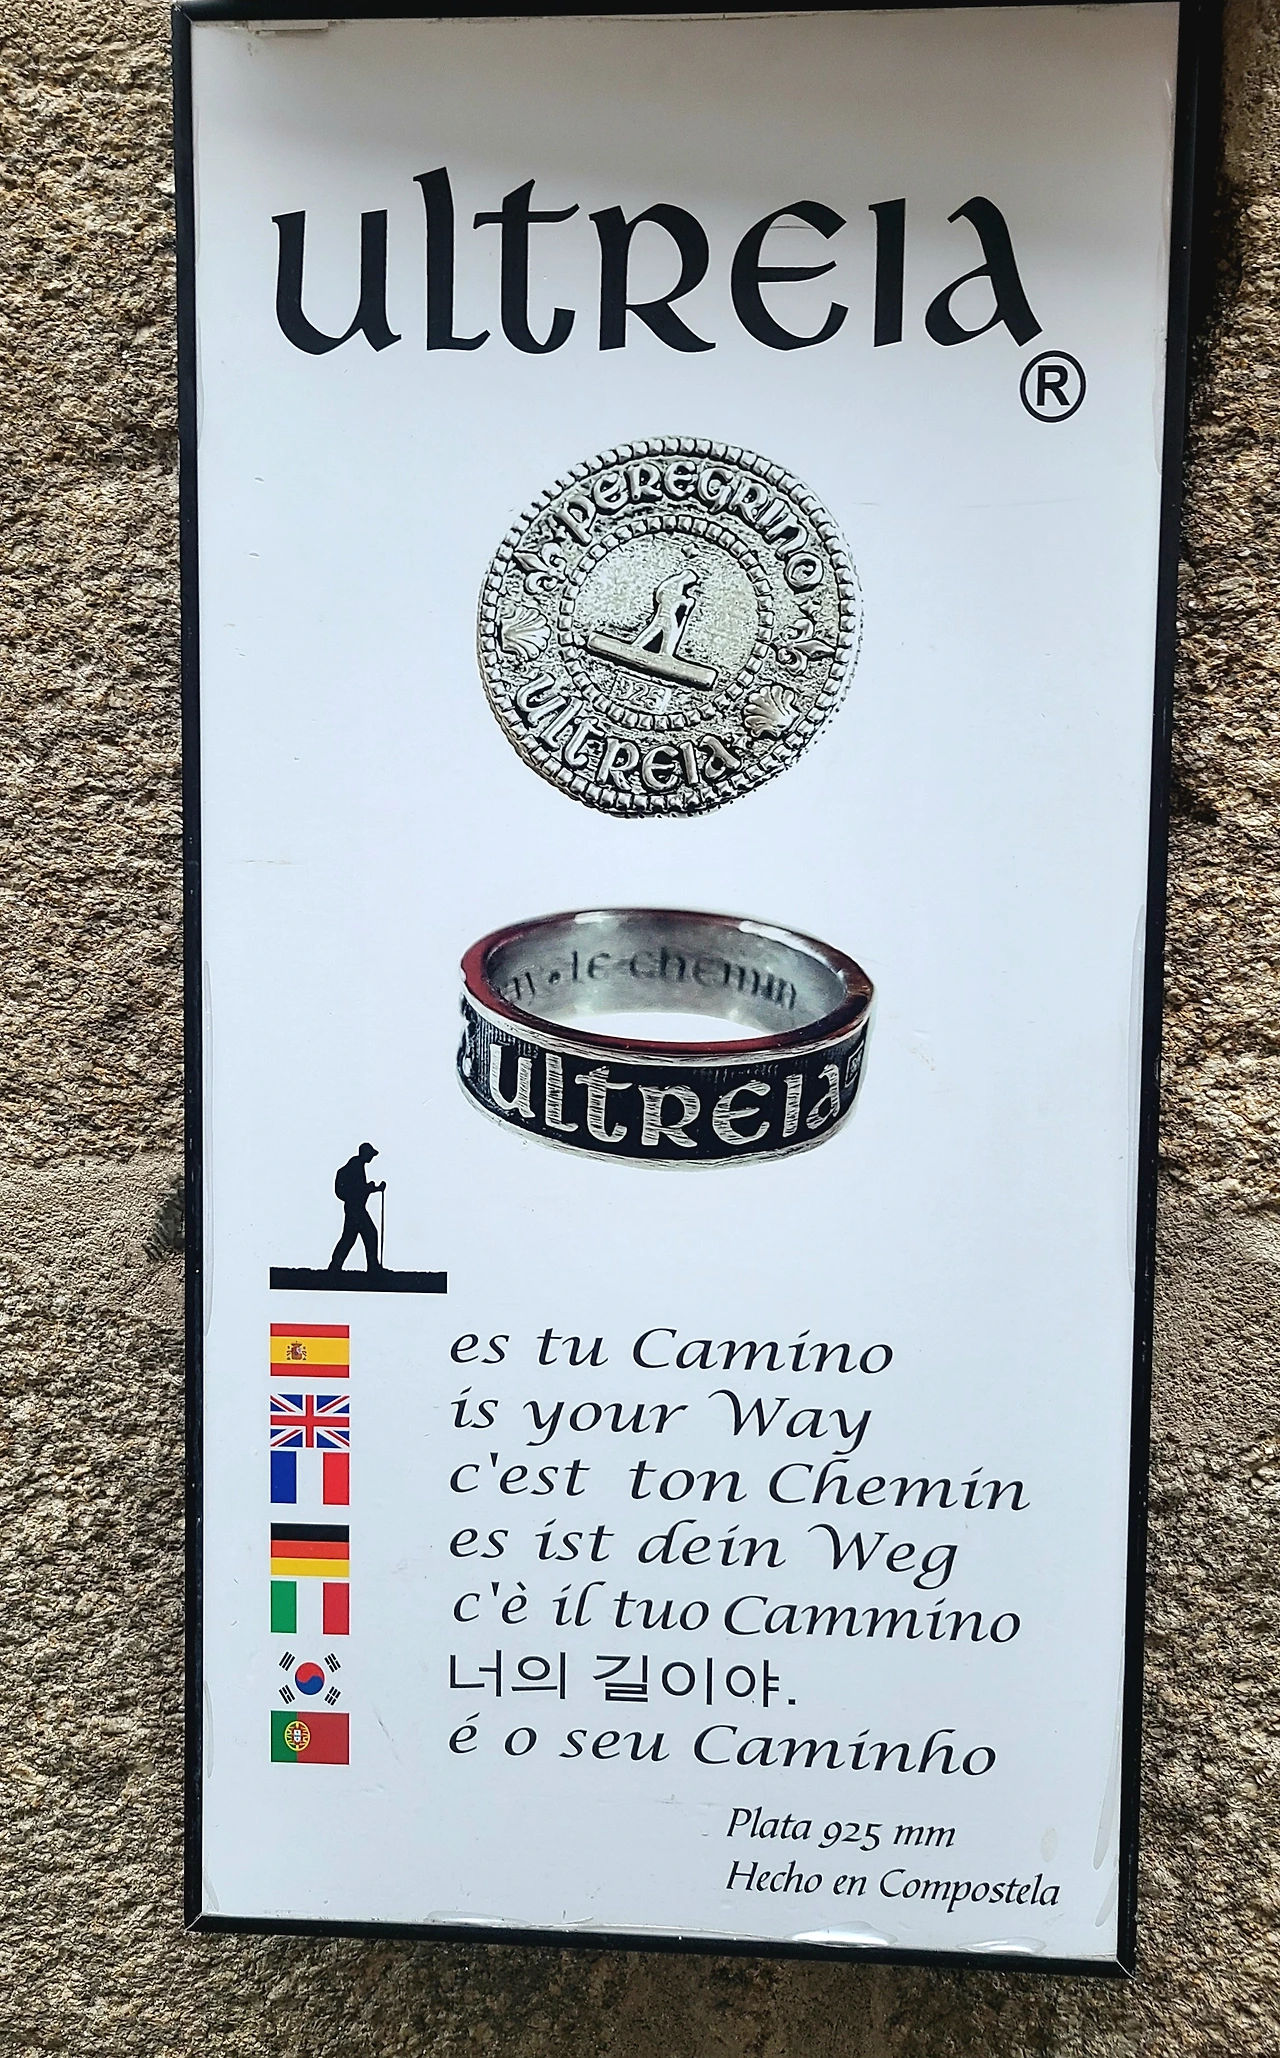 ultreia
®
PEREGRINO
ultreia
le chemin
ultreia
es tu Camino
is your Way
c'est ton Chemin
es ist dein Weg
c'è il tuo Cammino
너의 길이야.
é o seu Caminho
Plata 925 mm
Hecho en Compostela